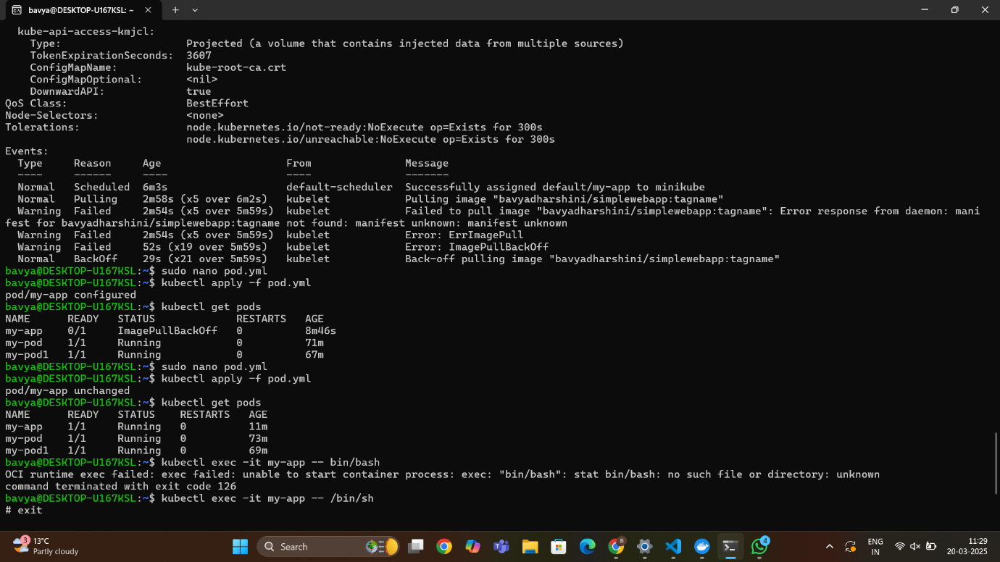 bavya@DESKTOP-U167KSL: ~
kube-api-access-kmjcl:
Type: Projected (a volume that contains injected data from multiple sources)
TokenExpirationSeconds: 3607
ConfigMapName: kube-root-ca.crt
ConfigMapOptional: <nil>
DownwardAPI: true
QoS Class: BestEffort
Node-Selectors: <none>
Tolerations: node.kubernetes.io/not-ready:NoExecute op=Exists for 300s
node.kubernetes.io/unreachable:NoExecute op=Exists for 300s
Events:
Type Reason Age From Message
---- ------ ---- ---- -------
Normal Scheduled 6m3s default-scheduler Successfully assigned default/my-app to minikube
Normal Pulling 2m58s (x5 over 6m2s) kubelet Pulling image "bavyadharshini/simplewebapp:tagname"
Warning Failed 2m54s (x5 over 5m59s) kubelet Failed to pull image "bavyadharshini/simplewebapp:tagname": Error response from daemon: mani
fest for bavyadharshini/simplewebapp:tagname not found: manifest unknown: manifest unknown
Warning Failed 2m54s (x5 over 5m59s) kubelet Error: ErrImagePull
Warning Failed 52s (x19 over 5m59s) kubelet Error: ImagePullBackOff
Normal BackOff 29s (x21 over 5m59s) kubelet Back-off pulling image "bavyadharshini/simplewebapp:tagname"
bavya@DESKTOP-U167KSL:~$ sudo nano pod.yml
bavya@DESKTOP-U167KSL:~$ kubectl apply -f pod.yml
pod/my-app configured
bavya@DESKTOP-U167KSL:~$ kubectl get pods
NAME READY STATUS RESTARTS AGE
my-app 0/1 ImagePullBackOff 0 8m46s
my-pod 1/1 Running 0 71m
my-pod1 1/1 Running 0 67m
bavya@DESKTOP-U167KSL:~$ sudo nano pod.yml
bavya@DESKTOP-U167KSL:~$ kubectl apply -f pod.yml
pod/my-app unchanged
bavya@DESKTOP-U167KSL:~$ kubectl get pods
NAME READY STATUS RESTARTS AGE
my-app 1/1 Running 0 11m
my-pod 1/1 Running 0 73m
my-pod1 1/1 Running 0 69m
bavya@DESKTOP-U167KSL:~$ kubectl exec -it my-app -- bin/bash
OCI runtime exec failed: exec failed: unable to start container process: exec: "bin/bash": stat bin/bash: no such file or directory: unknown
command terminated with exit code 126
bavya@DESKTOP-U167KSL:~$ kubectl exec -it my-app -- /bin/sh
# exit
3
13°C
Partly cloudy
Search
B
4
ENG
IN
11:29
20-03-2025